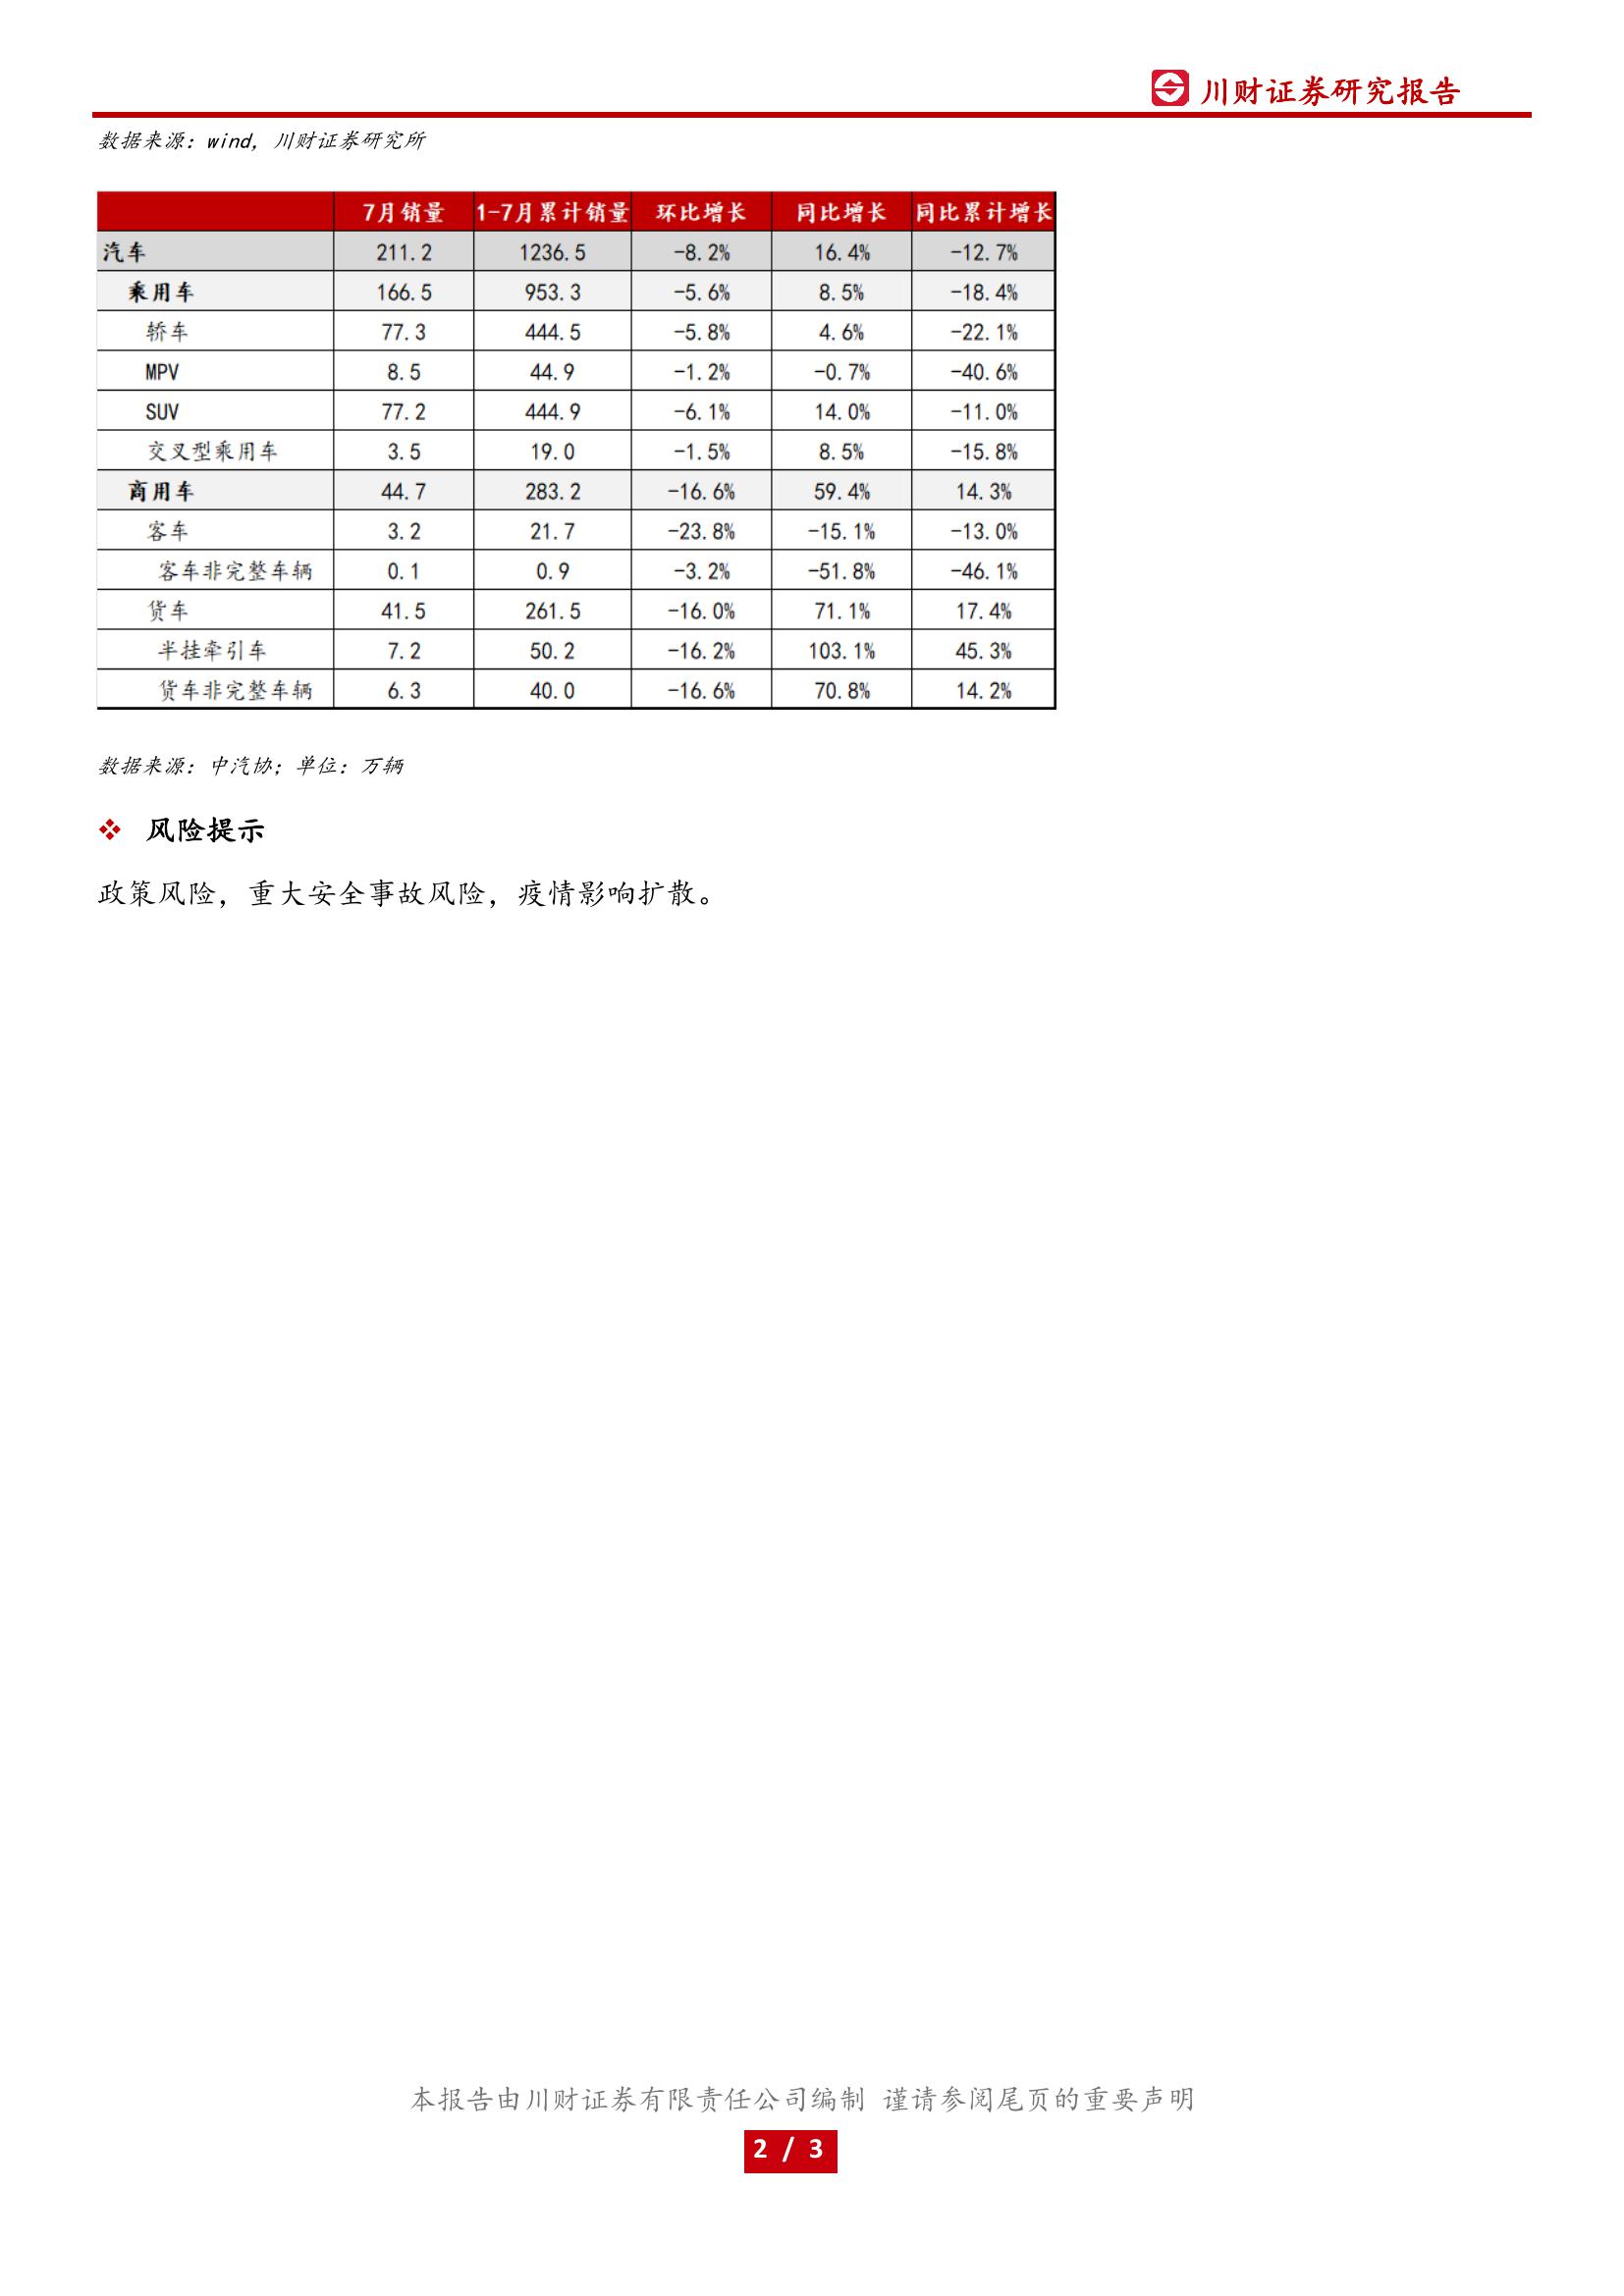 川财证券研究报告
数据来源：wind，川财证券研究所
7月销量 1-7月累计销量 环比增长 同比增长 同比累计增长
汽车 211.2 1236.5 -8.2% 16.4% -12.7%
乘用车 166.5 953.3 -5.6% 8.5% -18.4%
轿车 77.3 444.5 -5.8% 4.6% -22.1%
MPV 8.5 44.9 -1.2% -0.7% -40.6%
SUV 77.2 444.9 -6.1% 14.0% -11.0%
交叉型乘用车 3.5 19.0 -1.5% 8.5% -15.8%
商用车 44.7 283.2 -16.6% 59.4% 14.3%
客车 3.2 21.7 -23.8% -15.1% -13.0%
客车非完整车辆 0.1 0.9 -3.2% -51.8% -46.1%
货车 41.5 261.5 -16.0% 71.1% 17.4%
半挂牵引车 7.2 50.2 -16.2% 103.1% 45.3%
货车非完整车辆 6.3 40.0 -16.6% 70.8% 14.2%
数据来源：中汽协；单位：万辆
❖ 风险提示
政策风险，重大安全事故风险，疫情影响扩散。
本报告由川财证券有限责任公司编制 谨请参阅尾页的重要声明
2 / 3